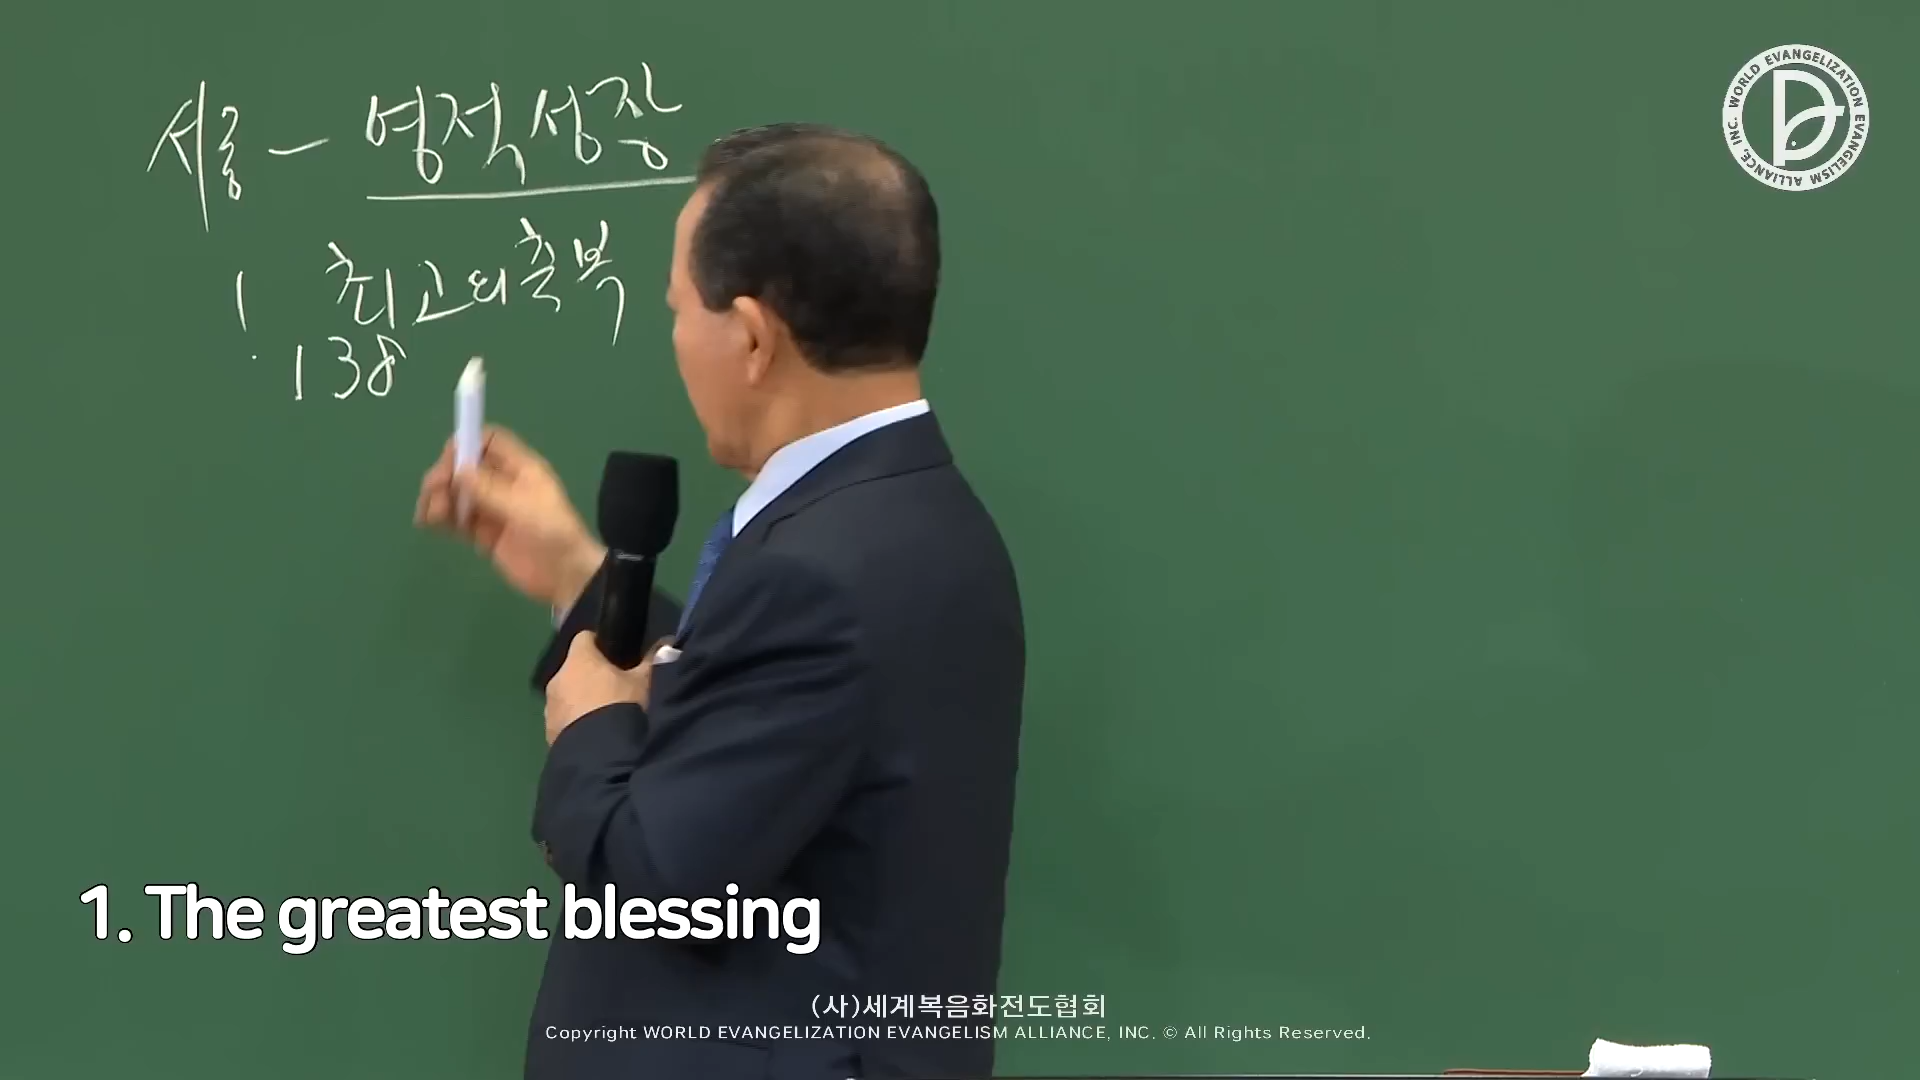 서론 - 영적성장
1. 최고의축복
138
WORLD EVANGELIZATION EVANGELISM ALLIANCE, INC.
1. The greatest blessing
(사)세계복음화전도협회
Copyright WORLD EVANGELIZATION EVANGELISM ALLIANCE, INC. © All Rights Reserved.